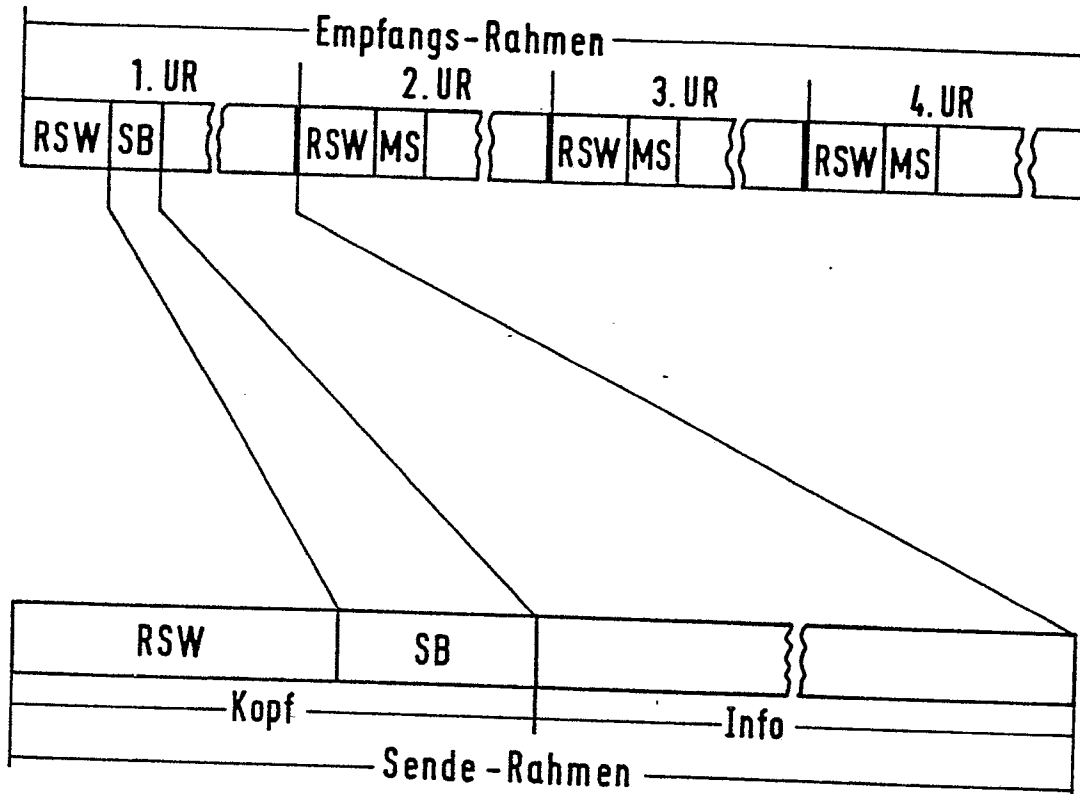 Empfangs-Rahmen
1. UR 2. UR 3. UR 4. UR
RSW SB RSW MS RSW MS RSW MS
RSW SB
Kopf Info
Sende-Rahmen